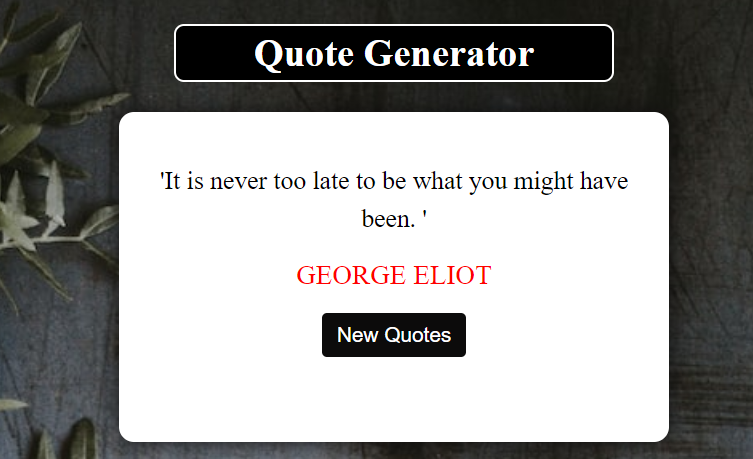 Quote Generator
'It is never too late to be what you might have
been. '
GEORGE ELIOT
New Quotes